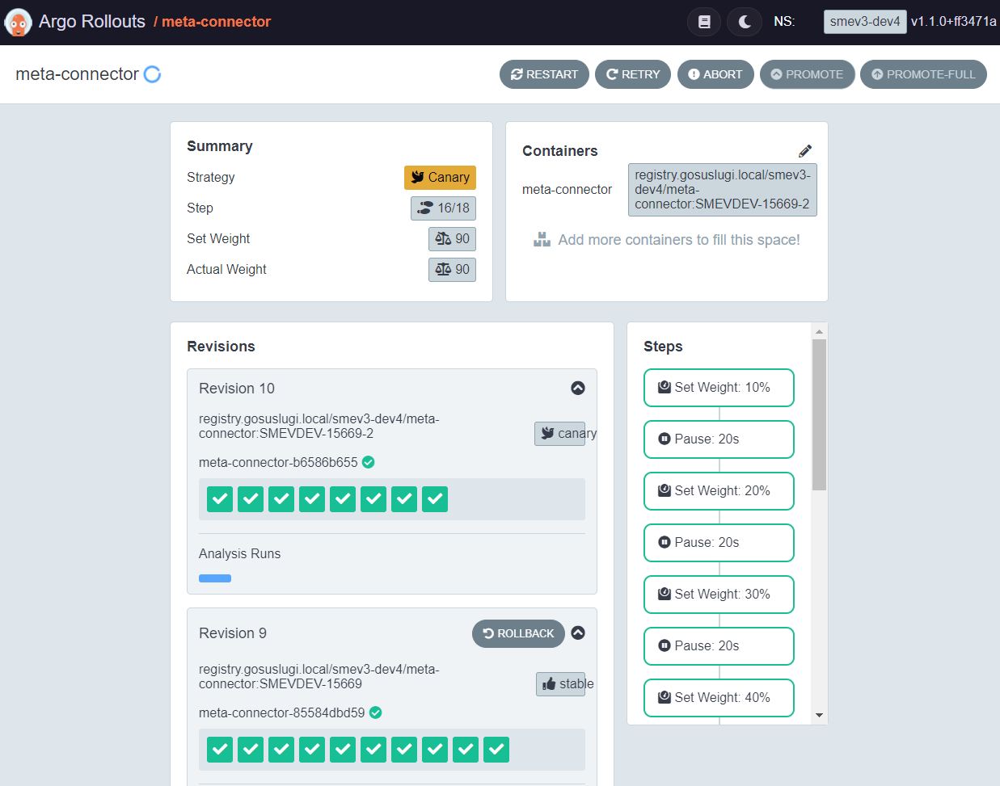 Argo Rollouts / meta-connector
NS: smev3-dev4 v1.1.0+ff3471a
meta-connector
RESTART RETRY ABORT PROMOTE PROMOTE-FULL
Summary
Strategy Canary
Step 16/18
Set Weight 90
Actual Weight 90
Containers
meta-connector
registry.gosuslugi.local/smev3-
dev4/meta-
connector:SMEVDEV-15669-2
Add more containers to fill this space!
Revisions
Revision 10
registry.gosuslugi.local/smev3-dev4/meta-
connector:SMEVDEV-15669-2
canary
meta-connector-b6586b655
Analysis Runs
Revision 9
ROLLBACK
registry.gosuslugi.local/smev3-dev4/meta-
connector:SMEVDEV-15669
stable
meta-connector-85584dbd59
Steps
Set Weight: 10%
Pause: 20s
Set Weight: 20%
Pause: 20s
Set Weight: 30%
Pause: 20s
Set Weight: 40%